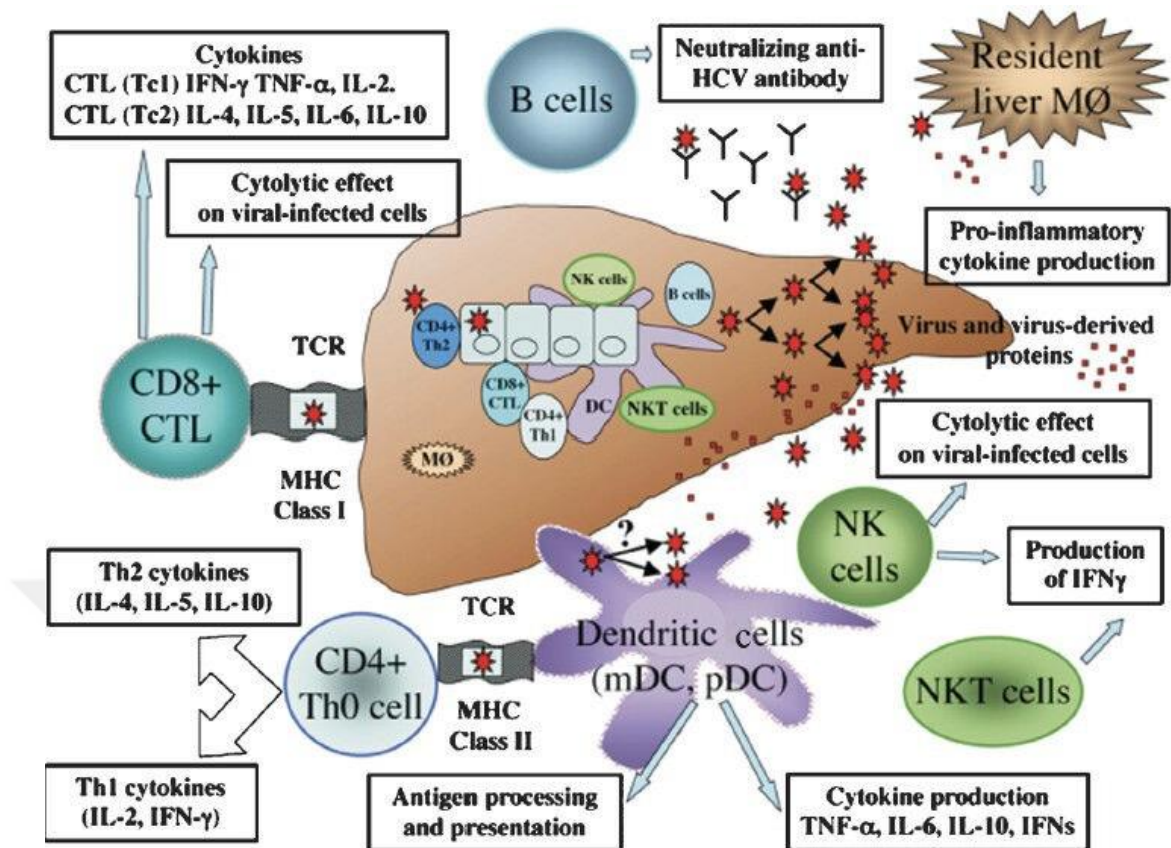 Cytokines
CTL (Tc1) IFN-γ TNF-α, IL-2.
CTL (Tc2) IL-4, IL-5, IL-6, IL-10
Cytolytic effect
on viral-infected cells
B cells
Neutralizing anti-
HCV antibody
Resident
liver MØ
Pro-inflammatory
cytokine production
NK cells
B cells
CD4+
Th2
CD8+
CTL
CD4+
Th1
DC
NKT cells
MØ
Virus and virus-derived
proteins
TCR
CD8+
CTL
MHC
Class I
Cytolytic effect
on viral-infected cells
NK
cells
Production
of IFNγ
NKT cells
?
Th2 cytokines
(IL-4, IL-5, IL-10)
TCR
CD4+
Th0 cell
MHC
Class II
Dendritic cells
(mDC, pDC)
Th1 cytokines
(IL-2, IFN-γ)
Antigen processing
and presentation
Cytokine production
TNF-α, IL-6, IL-10, IFNs